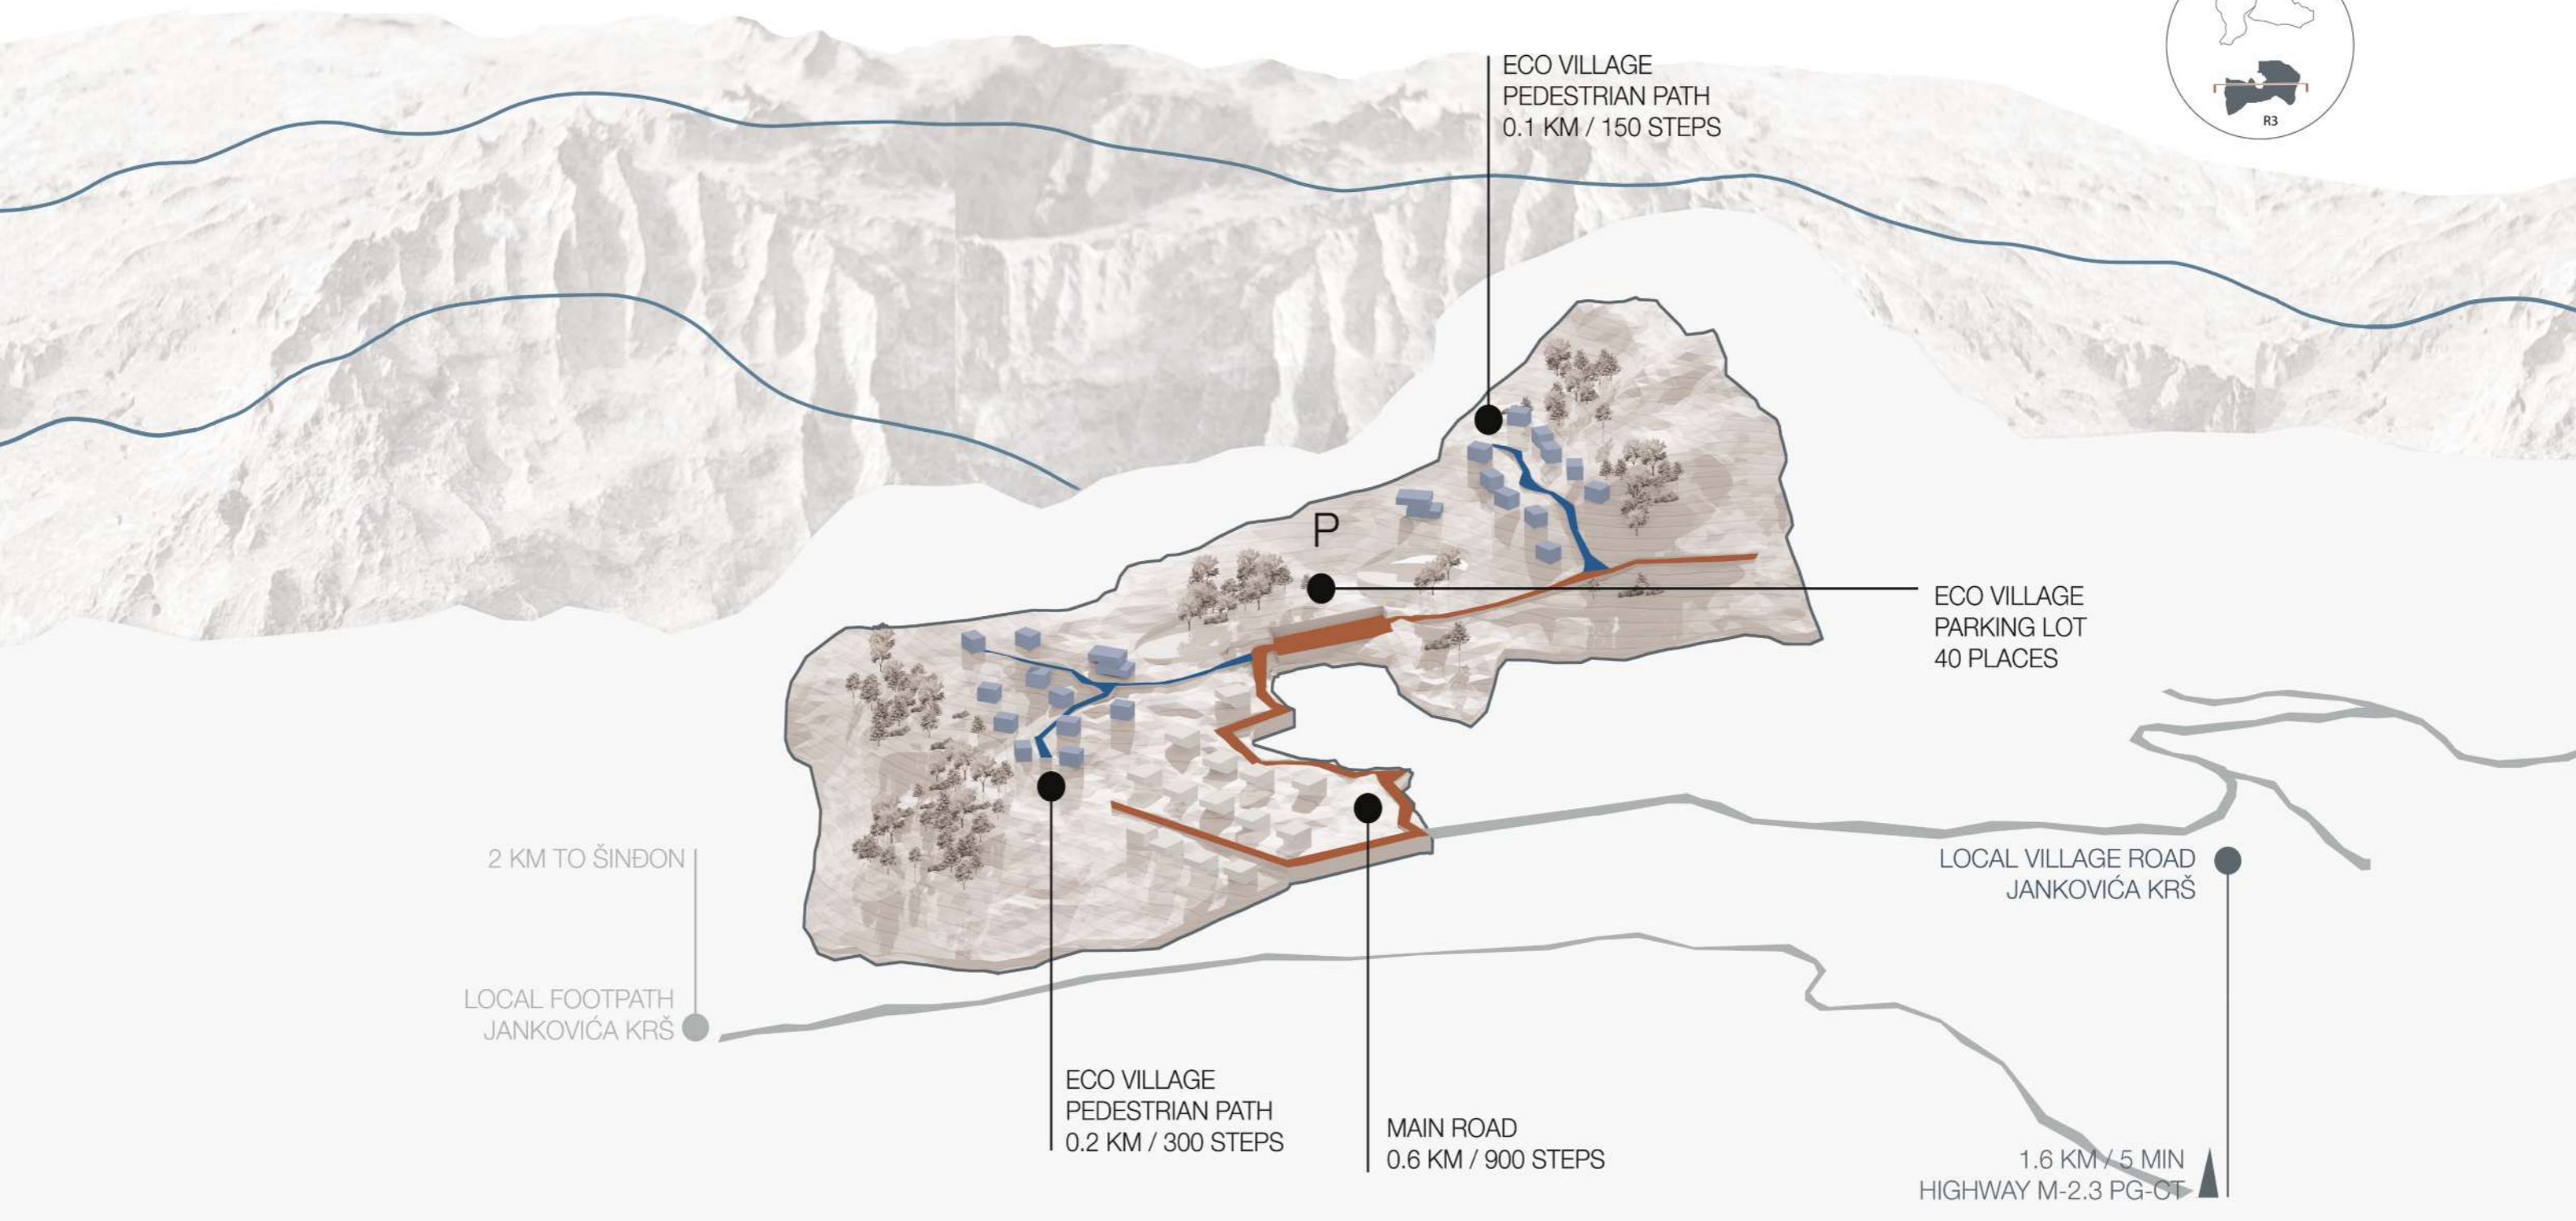 ECO VILLAGE
PEDESTRIAN PATH
0.1 KM / 150 STEPS
R3
P
ECO VILLAGE
PARKING LOT
40 PLACES
2 KM TO ŠINĐON
LOCAL FOOTPATH
JANKOVIĆA KRŠ
LOCAL VILLAGE ROAD
JANKOVIĆA KRŠ
ECO VILLAGE
PEDESTRIAN PATH
0.2 KM / 300 STEPS
MAIN ROAD
0.6 KM / 900 STEPS
1.6 KM / 5 MIN
HIGHWAY M-2.3 PG-CT